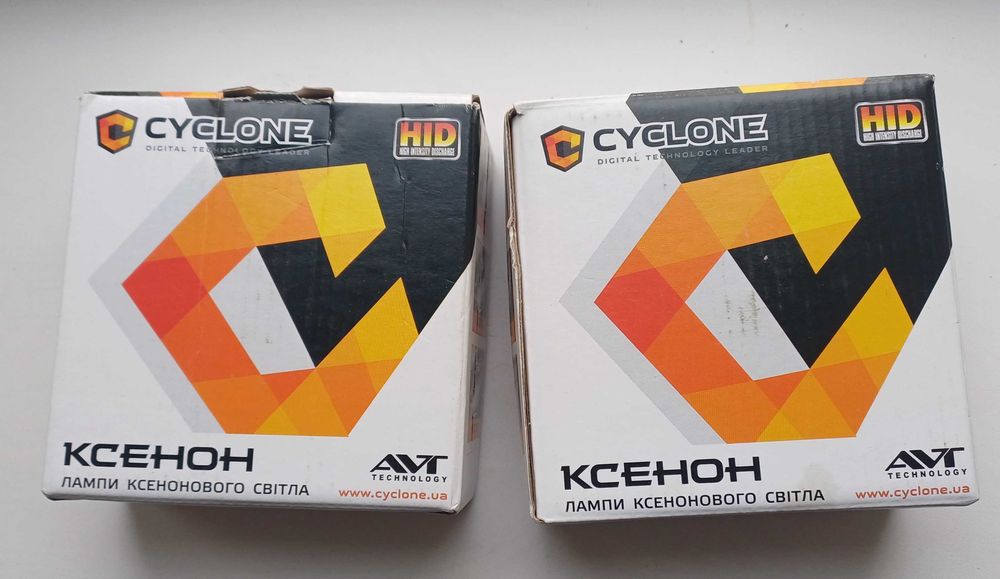 CYCLONE
DIGITAL TECHNOLOGY LEADER
HID
HIGH INTENSITY DISCHARGE
КСЕНОН
ЛАМПИ КСЕНОНОВОГО СВІТЛА
AVT
TECHNOLOGY
www.cyclone.ua
CYCLONE
DIGITAL TECHNOLOGY LEADER
HID
HIGH INTENSITY DISCHARGE
КСЕНОН
ЛАМПИ КСЕНОНОВОГО СВІТЛА
AVT
TECHNOLOGY
www.cyclone.ua